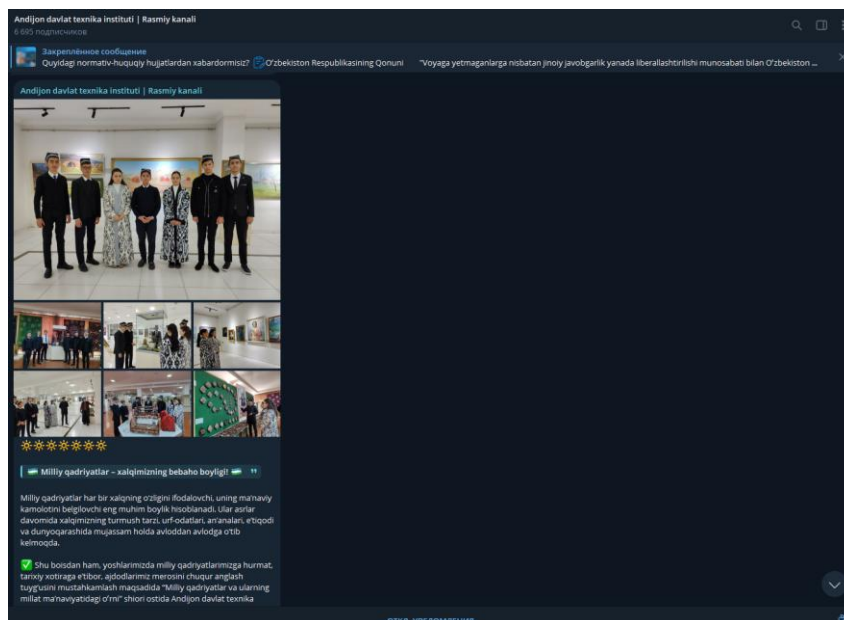 Andijon davlat texnika instituti | Rasmiy kanali
6 695 подписчиков
Закреплённое сообщение
Quyidagi normativ-huquqiy hujjatlardan xabardormisiz? O'zbekiston Respublikasining Qonuni "Voyaga yetmaganlarga nisbatan jinoiy javobgarlik yanada liberallashtirilishi munosabati bilan O'zbekiston ...
Andijon davlat texnika instituti | Rasmiy kanali
Milliy qadriyatlar – xalqimizning bebaho boyligi!
Milliy qadriyatlar har bir xalqning o'zligini ifodalovchi, uning ma'naviy
kamolotini belgilovchi eng muhim boylik hisoblanadi. Ular asrlar
davomida xalqimizning turmush tarzi, urf-odatlari, an'analari, e'tiqodi
va dunyoqarashida mujassam holda avloddan avlodga o'tib
kelmoqda.
Shu boisdan ham, yoshlarimizda milliy qadriyatlarimizga hurmat,
tarixiy xotiraga e'tibor, ajdodlarimiz merosini chuqur anglash
tuyg'usini mustahkamlash maqsadida "Milliy qadriyatlar va ularning
millat ma'naviyatidagi o'rni" shiori ostida Andijon davlat texnika